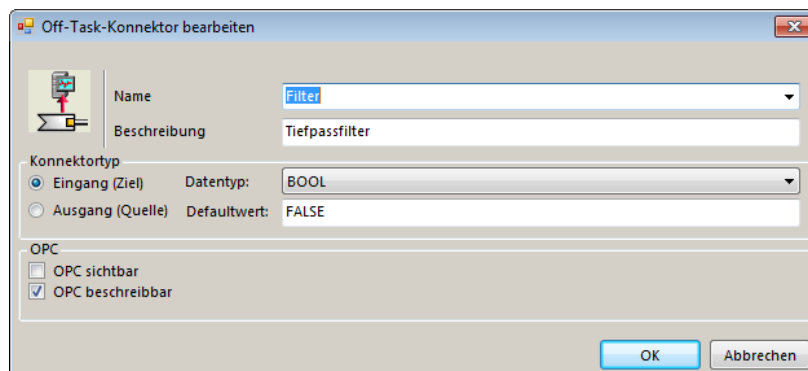 Off-Task-Konnektor bearbeiten
Name
Filter
Beschreibung
Tiefpassfilter
Konnektortyp
Eingang (Ziel)
Datentyp:
BOOL
Ausgang (Quelle)
Defaultwert:
FALSE
OPC
OPC sichtbar
OPC beschreibbar
OK
Abbrechen